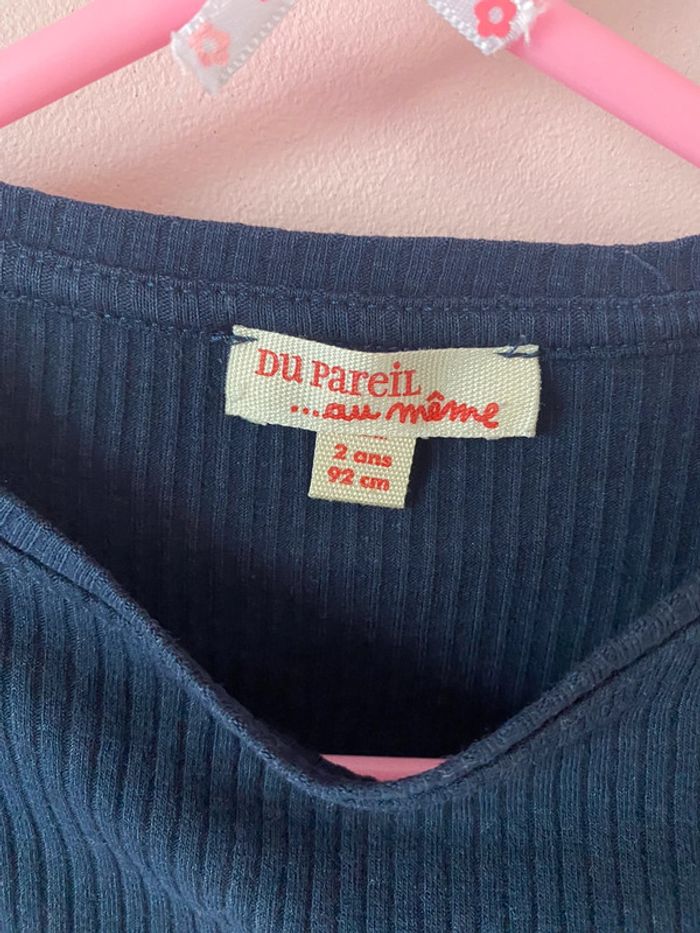 Du Pareil
...au même
2 ans
92 cm